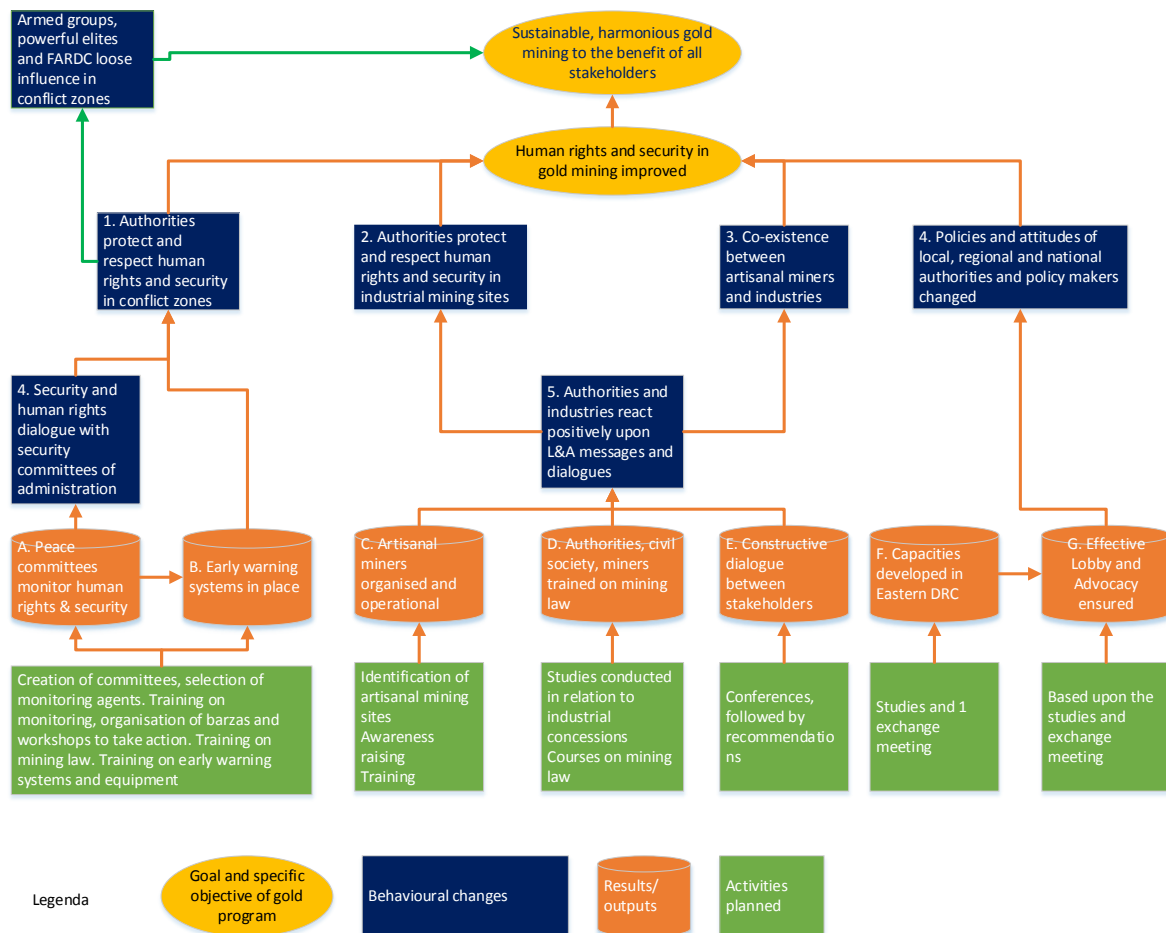 Armed groups,
powerful elites
and FARDC loose
influence in
conflict zones
Sustainable, harmonious gold
mining to the benefit of all
stakeholders
Human rights and security in
gold mining improved
1. Authorities
protect and
respect human
rights and security
in conflict zones
2. Authorities protect
and respect human
rights and security in
industrial mining sites
3. Co-existence
between
artisanal miners
and industries
4. Policies and attitudes of
local, regional and national
authorities and policy makers
changed
4. Security and
human rights
dialogue with
security
committees of
administration
5. Authorities and
industries react
positively upon
L&A messages and
dialogues
A. Peace
committees
monitor human
rights & security
B. Early warning
systems in place
C. Artisanal
miners
organised and
operational
D. Authorities, civil
society, miners
trained on mining
law
E. Constructive
dialogue
between
stakeholders
F. Capacities
developed in
Eastern DRC
G. Effective
Lobby and
Advocacy
ensured
Creation of committees, selection of
monitoring agents. Training on
monitoring, organisation of barzas and
workshops to take action. Training on
mining law. Training on early warning
systems and equipment
Identification of
artisanal mining
sites
Awareness
raising
Training
Studies conducted
in relation to
industrial
concessions
Courses on mining
law
Conferences,
followed by
recommendatio
ns
Studies and 1
exchange
meeting
Based upon the
studies and
exchange
meeting
Legenda
Goal and specific
objective of gold
program
Behavioural changes
Results/
outputs
Activities
planned